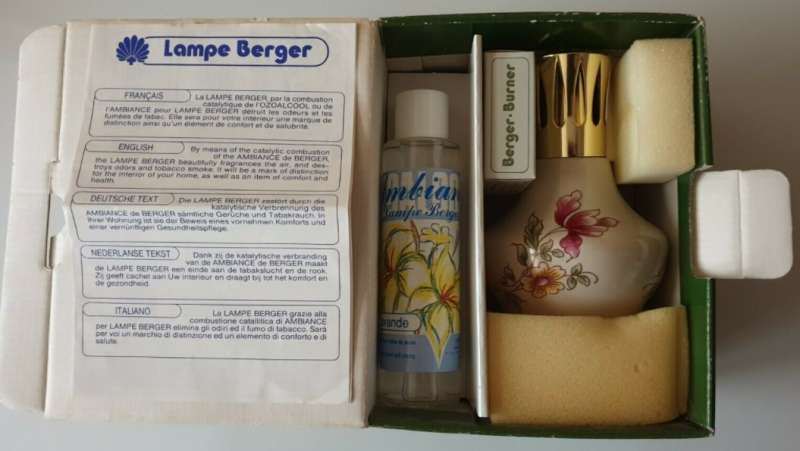 Lampe Berger
FRANÇAIS
La LAMPE BERGER, par la combustion
catalytique de l'OZOALCOOL ou de
l'AMBIANCE pour LAMPE BERGER détruit les odeurs et les
fumées de tabac. Elle sera pour votre intérieur une marque de
distinction ainsi qu'un élément de confort et de salubrité.
ENGLISH
By means of the catalytic combustion
of the AMBIANCE de BERGER,
the LAMPE BERGER beautifully fragrances the air, and des-
troys odors and tobacco smoke. It will be a mark of distinction
for the interior of your home, as well as an item of comfort and
health.
DEUTSCHE TEXT
Die LAMPE BERGER zestört durch die
katalytische Verbrennung des
AMBIANCE de BERGER sämtliche Gerüche und Tabakrauch. In
Ihrer Wohnung ist sie der Beweis eines vornehmen Komforts und
einer vernünftigen Gesundheitspflege.
NEDERLANSE TEKST
Dank zij de katalytische verbranding
van de AMBIANCE de BERGER maakt
de LAMPE BERGER een einde aan de tabakslucht en de rook.
Zij geeft cachet aan Uw interieur en draagt bij tot het komfort en
de gezondheid.
ITALIANO
La LAMPE BERGER grazie alla
combustione catalitica di AMBIANCE
per LAMPE BERGER elimina gli odiri ed il fumo di tabacco. Sarà
per voi un marchio di distinzione ed un elemento di conforto e di
salute.
Lampe Berger
Berger - Burner